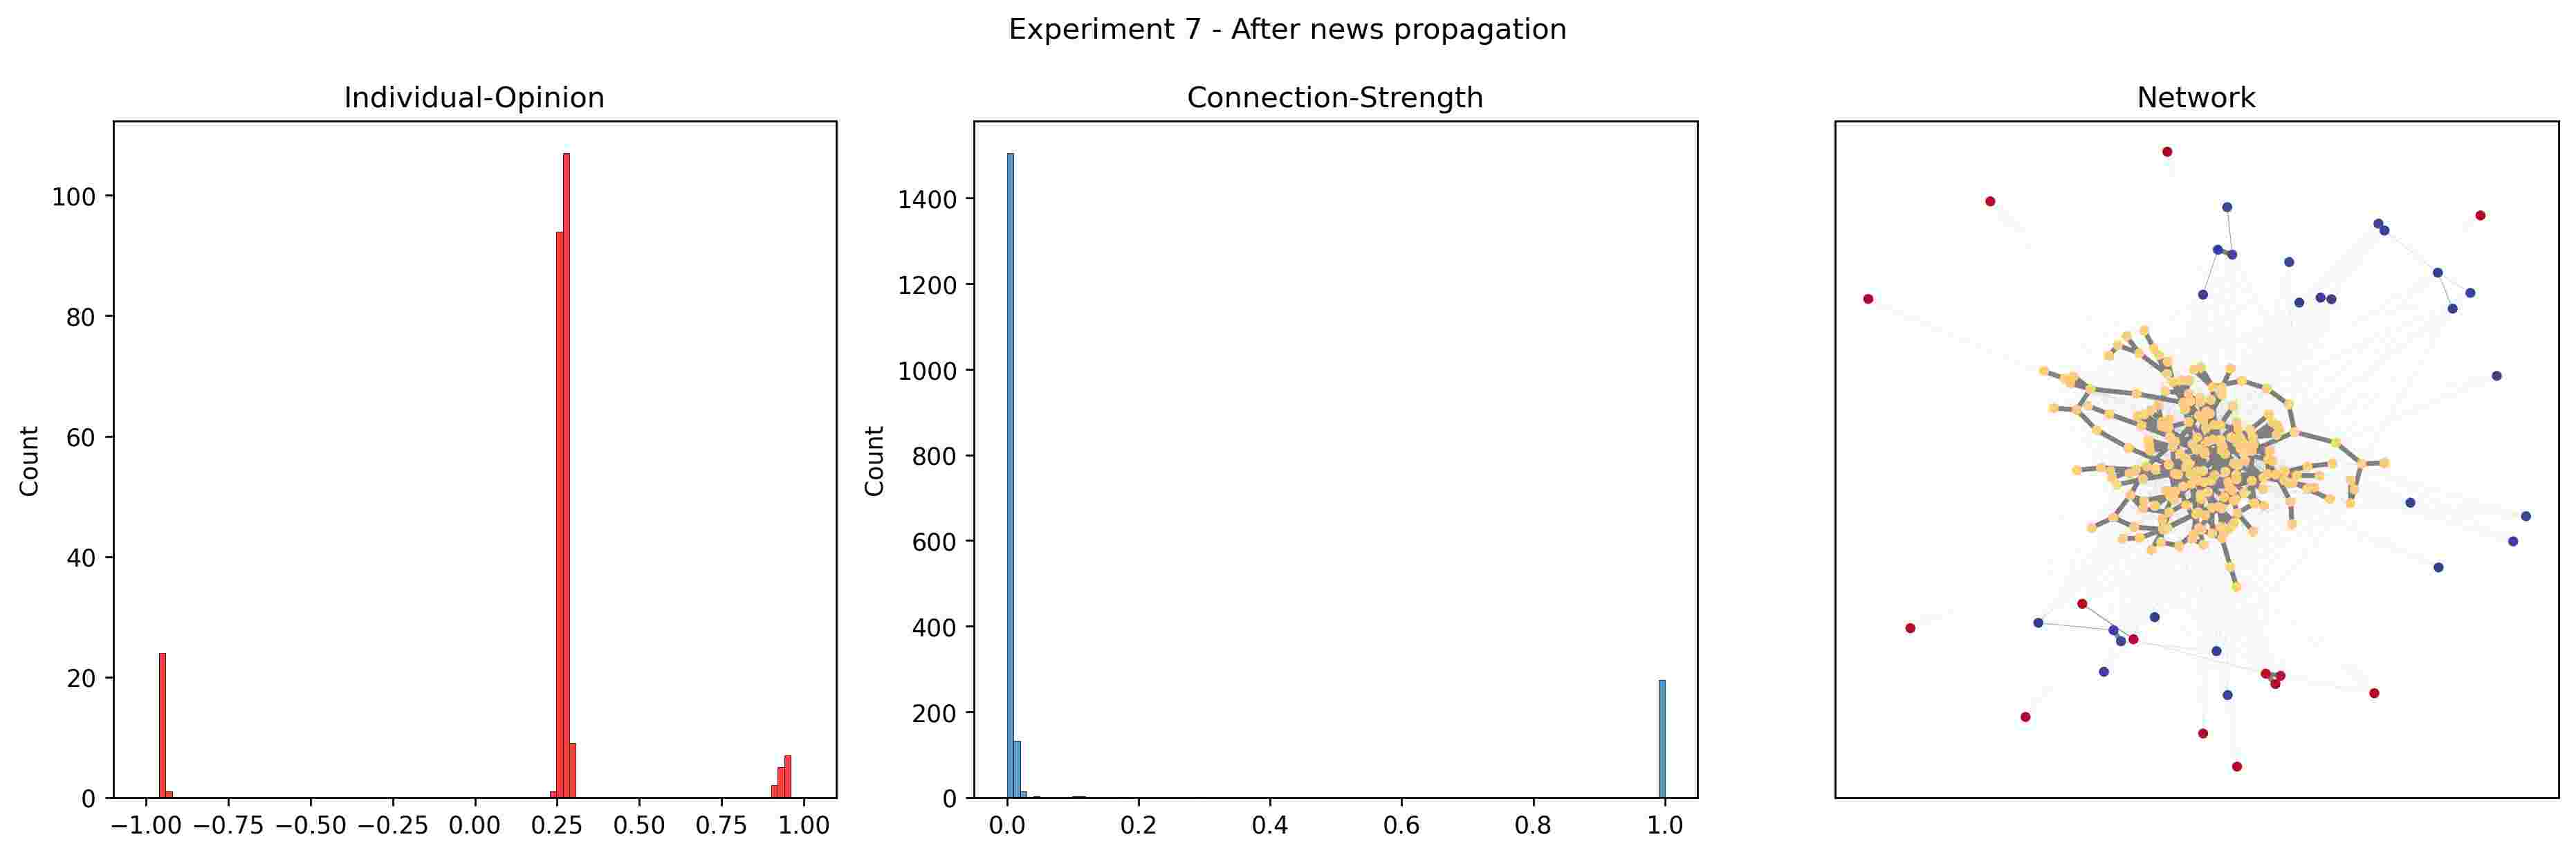 Experiment 7 - After news propagation
Individual-Opinion
Count
0
20
40
60
80
100
−1.00 −0.75 −0.50 −0.25 0.00 0.25 0.50 0.75 1.00
Connection-Strength
Count
0
200
400
600
800
1000
1200
1400
0.0 0.2 0.4 0.6 0.8 1.0
Network